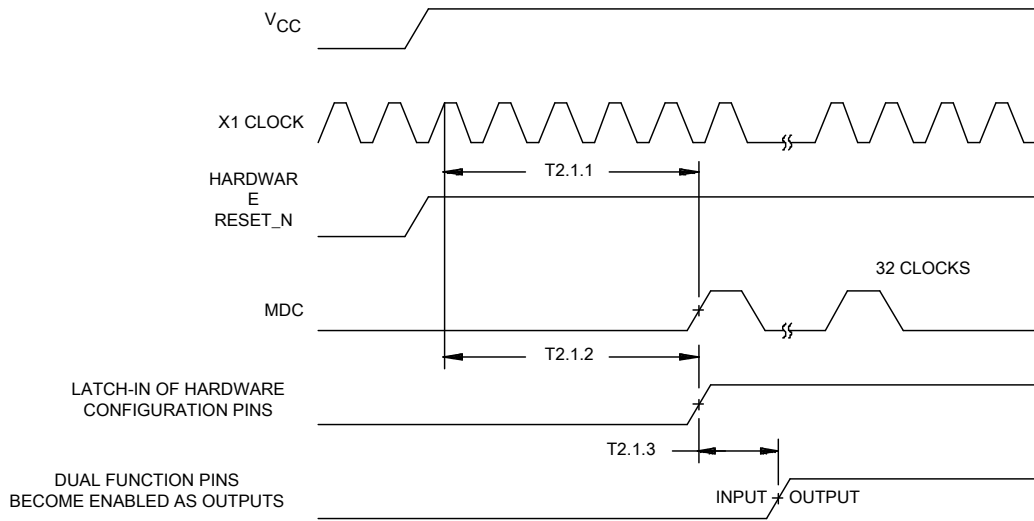 VCC
X1 CLOCK
T2.1.1
HARDWAR
E
RESET_N
32 CLOCKS
MDC
T2.1.2
LATCH-IN OF HARDWARE
CONFIGURATION PINS
T2.1.3
DUAL FUNCTION PINS
BECOME ENABLED AS OUTPUTS
INPUT OUTPUT